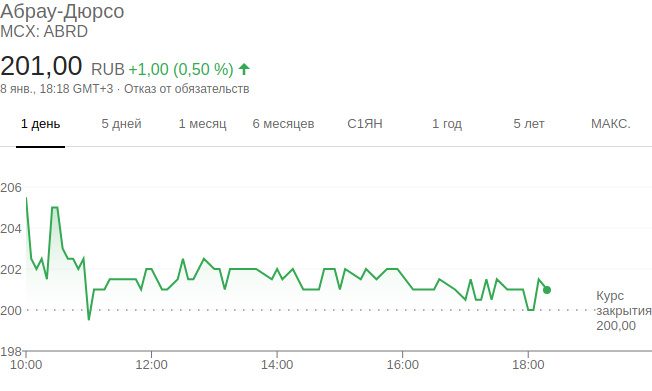 Абрау-Дюрсо
MCX: ABRD
201,00 RUB +1,00 (0,50 %)
8 янв., 18:18 GMT+3 · Отказ от обязательств
1 день 5 дней 1 месяц 6 месяцев С1ЯН 1 год 5 лет МАКС.
206
204
202
200
198
Курс
закрытия
200,00
10:00 12:00 14:00 16:00 18:00